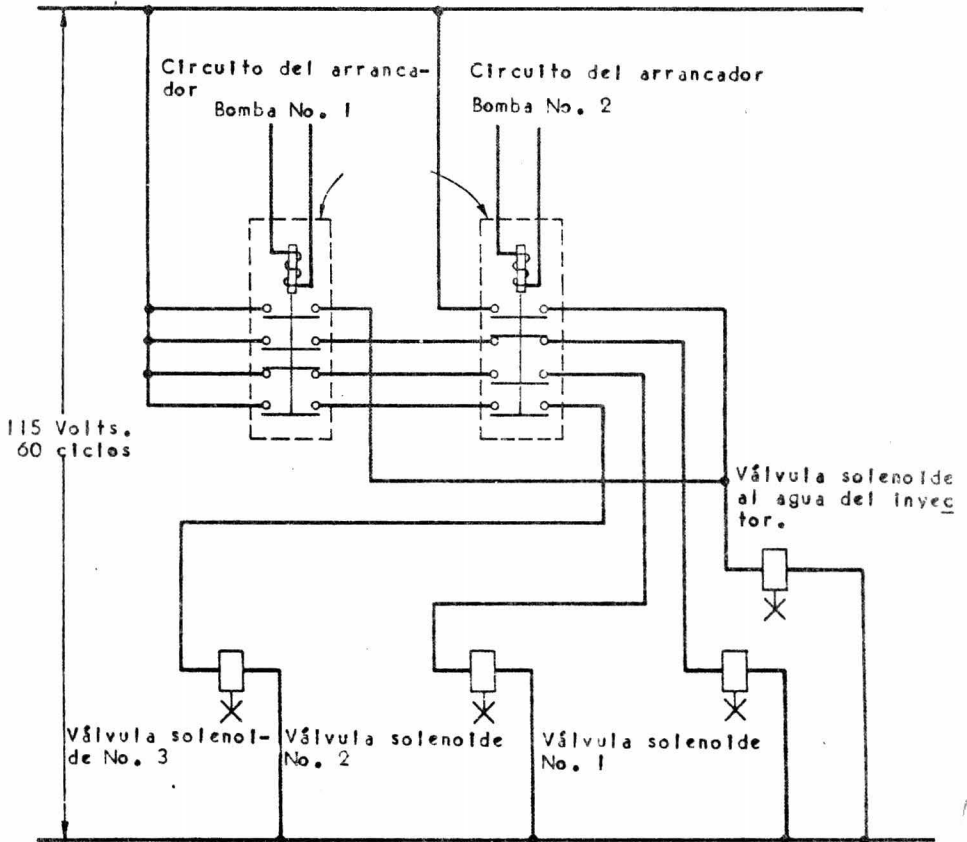 Circuito del arranca-
dor
Bomba No. 1
Circuito del arrancador
Bomba No. 2
115 Volts.
60 ciclos
Válvula solenoide
al agua del inyec
tor.
Válvula solenoi-
de No. 3
Válvula solenoide
No. 2
Válvula solenoide
No. 1